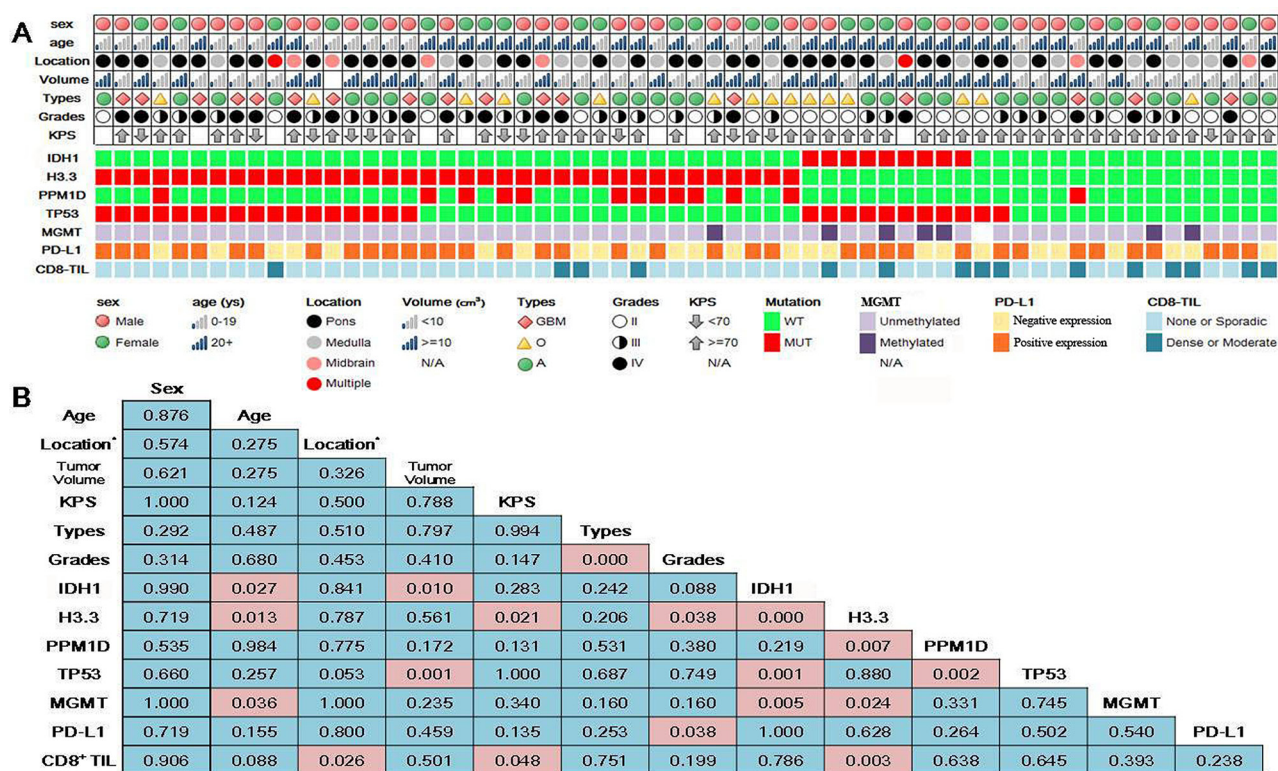 A
sex
age
Location
Volume
Types
Grades
KPS
IDH1
H3.3
PPM1D
TP53
MGMT
PD-L1
CD8-TIL
sex age (ys) Location Volume (cm³) Types Grades KPS Mutation MGMT PD-L1 CD8-TIL
Male 0-19 Pons <10 GBM II <70 WT Unmethylated Negative expression None or Sporadic
Female 20+ Medulla >=10 O III >=70 MUT Methylated Positive expression Dense or Moderate
Midbrain N/A A IV N/A N/A
Multiple
B
Sex
Age 0.876 Age
Location* 0.574 0.275 Location*
Tumor Volume 0.621 0.275 0.326 Tumor Volume
KPS 1.000 0.124 0.500 0.788 KPS
Types 0.292 0.487 0.510 0.797 0.994 Types
Grades 0.314 0.680 0.453 0.410 0.147 0.000 Grades
IDH1 0.990 0.027 0.841 0.010 0.283 0.242 0.088 IDH1
H3.3 0.719 0.013 0.787 0.561 0.021 0.206 0.038 0.000 H3.3
PPM1D 0.535 0.984 0.775 0.172 0.131 0.531 0.380 0.219 0.007 PPM1D
TP53 0.660 0.257 0.053 0.001 1.000 0.687 0.749 0.001 0.880 0.002 TP53
MGMT 1.000 0.036 1.000 0.235 0.340 0.160 0.160 0.005 0.024 0.331 0.745 MGMT
PD-L1 0.719 0.155 0.800 0.459 0.135 0.253 0.038 1.000 0.628 0.264 0.502 0.540 PD-L1
CD8⁺ TIL 0.906 0.088 0.026 0.501 0.048 0.751 0.199 0.786 0.003 0.638 0.645 0.393 0.238